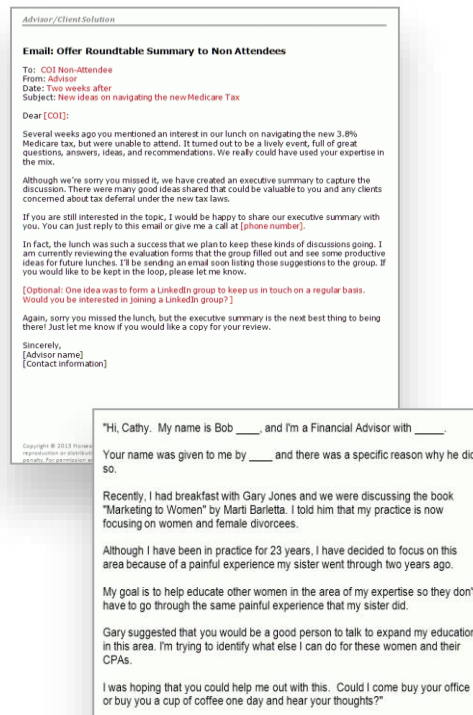 Advisor/Client Solution
Email: Offer Roundtable Summary to Non Attendees
To: COI Non-Attendee
From: Advisor
Date: Two weeks after
Subject: New ideas on navigating the new Medicare Tax
Dear [COI]:
Several weeks ago you mentioned an interest in our lunch on navigating the new 3.8%
Medicare tax, but were unable to attend. It turned out to be a lively event, full of great
questions, answers, ideas, and recommendations. We really could have used your expertise in
the mix.
Although we're sorry you missed it, we have created an executive summary to capture the
discussion. There were many good ideas shared that could be valuable to you and any clients
concerned about tax deferral under the new tax laws.
If you are still interested in the topic, I would be happy to share our executive summary with
you. You can just reply to this email or give me a call at [phone number].
In fact, the lunch was such a success that we plan to keep these kinds of discussions going. I
am currently reviewing the evaluation forms that the group filled out and see some productive
ideas for future lunches. I'll be sending an email soon listing those suggestions to the group. If
you would like to be kept in the loop, please let me know.
[Optional: One idea was to form a LinkedIn group to keep us in touch on a regular basis.
Would you be interested in joining a LinkedIn group? ]
Again, sorry you missed the lunch, but the executive summary is the next best thing to being
there! Just let me know if you would like a copy for your review.
Sincerely,
[Advisor name]
[Contact information]
Copyright © 2013
reproduction or
penalty. For permission
"Hi, Cathy. My name is Bob ____, and I'm a Financial Advisor with _____.
Your name was given to me by ____ and there was a specific reason why he did
so.
Recently, I had breakfast with Gary Jones and we were discussing the book
"Marketing to Women" by Marti Barletta. I told him that my practice is now
focusing on women and female divorcees.
Although I have been in practice for 23 years, I have decided to focus on this
area because of a painful experience my sister went through two years ago.
My goal is to help educate other women in the area of my expertise so they don't
have to go through the same painful experience that my sister did.
Gary suggested that you would be a good person to talk to expand my education
in this area. I'm trying to identify what else I can do for these women and their
CPAs.
I was hoping that you could help me out with this. Could I come buy your office
or buy you a cup of coffee one day and hear your thoughts?"